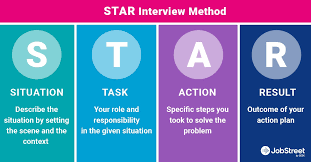 STAR Interview Method
S
SITUATION
Describe the
situation by setting
the scene and the
context
T
TASK
Your role and
responsibility
in the given situation
A
ACTION
Specific steps you
took to solve the
problem
R
RESULT
Outcome of your
action plan
JobStreet